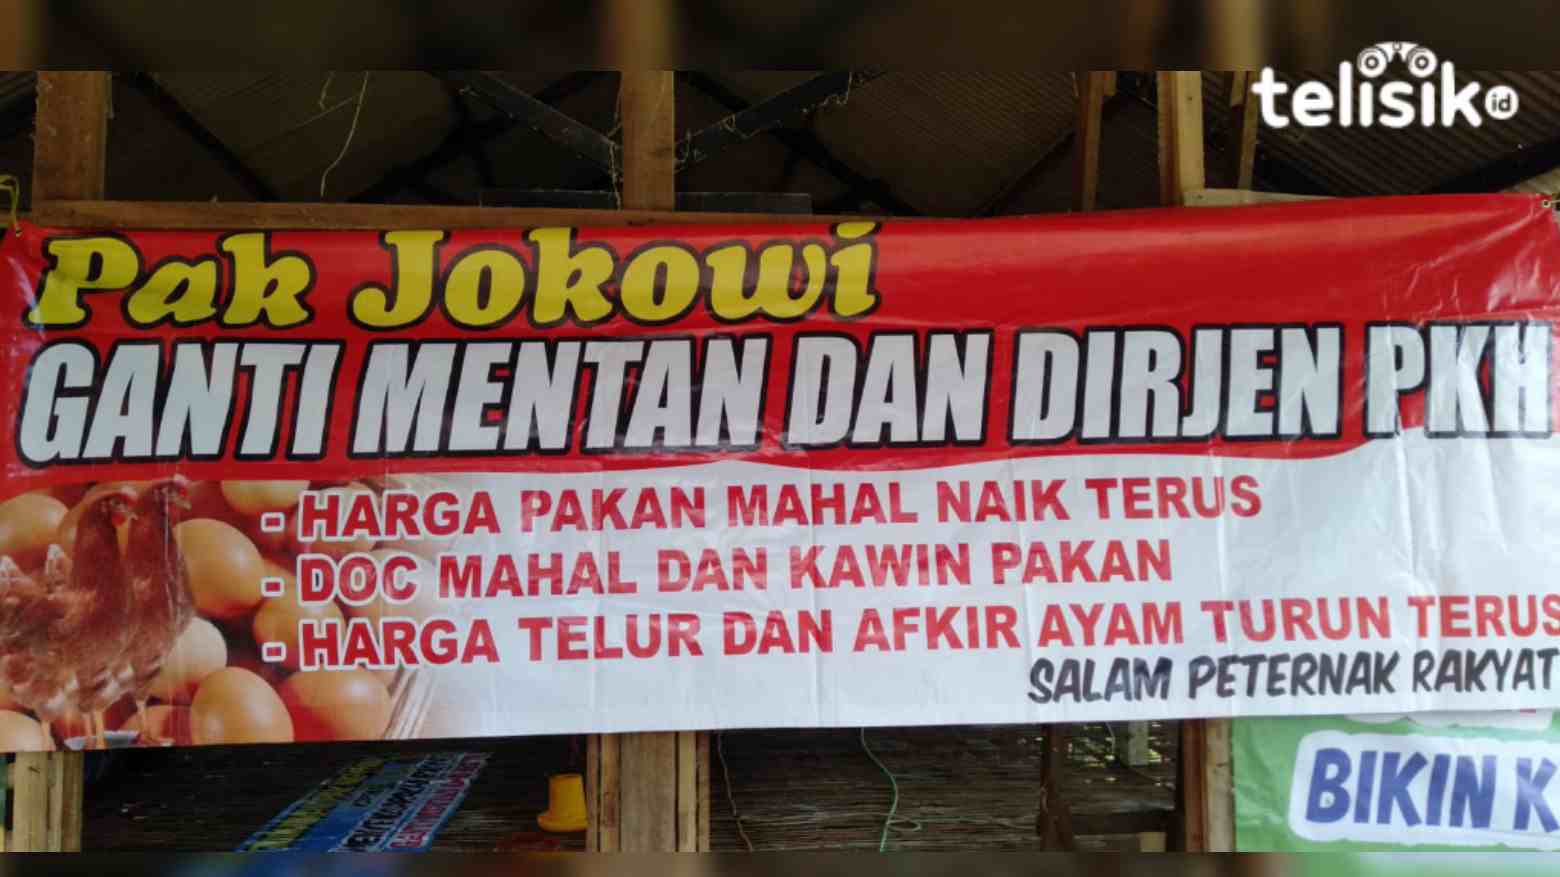 telisik.id
Pak Jokowi
GANTI MENTAN DAN DIRJEN PKH
- HARGA PAKAN MAHAL NAIK TERUS
- DOC MAHAL DAN KAWIN PAKAN
- HARGA TELUR DAN AFKIR AYAM TURUN TERUS
SALAM PETERNAK RAKYAT
BIKIN K